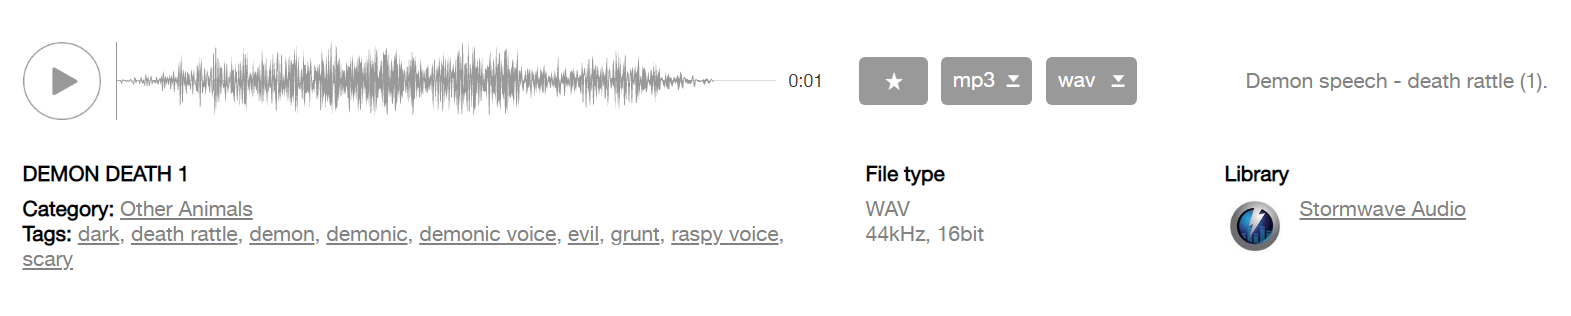 0:01
mp3
wav
Demon speech - death rattle (1).
DEMON DEATH 1
Category: Other Animals
Tags: dark, death rattle, demon, demonic, demonic voice, evil, grunt, raspy voice,
scary
File type
WAV
44kHz, 16bit
Library
Stormwave Audio